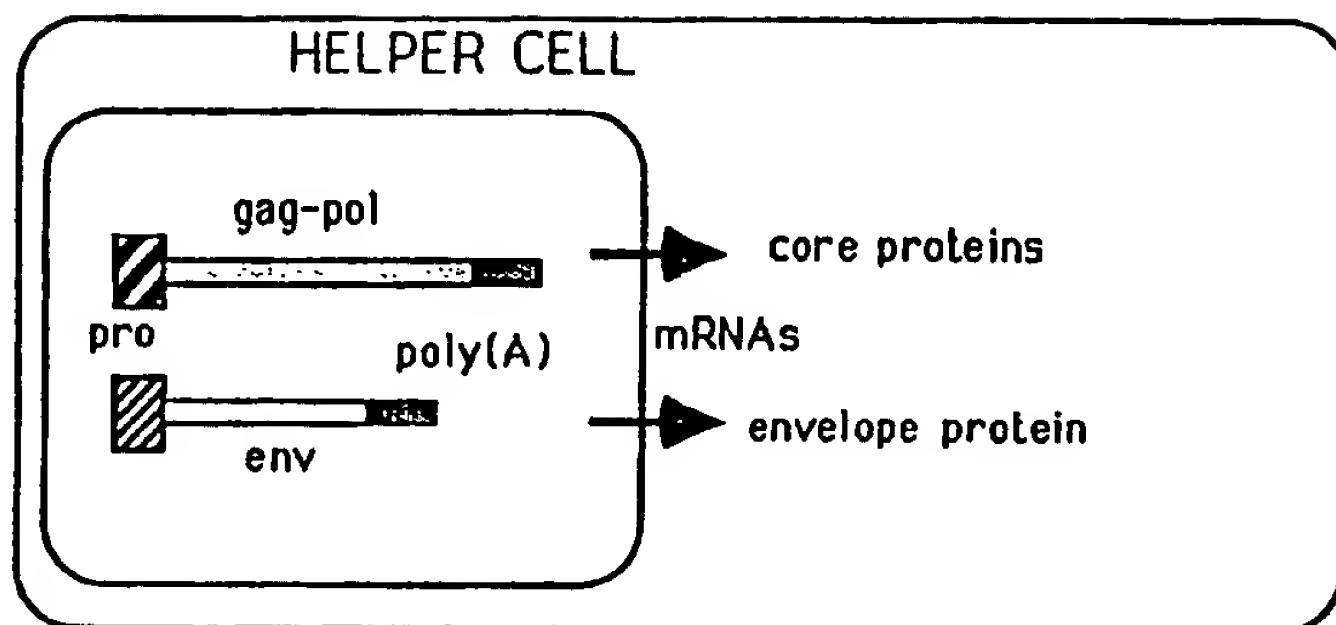 HELPER CELL
gag-pol
core proteins
pro
mRNAs
poly(A)
envelope protein
env